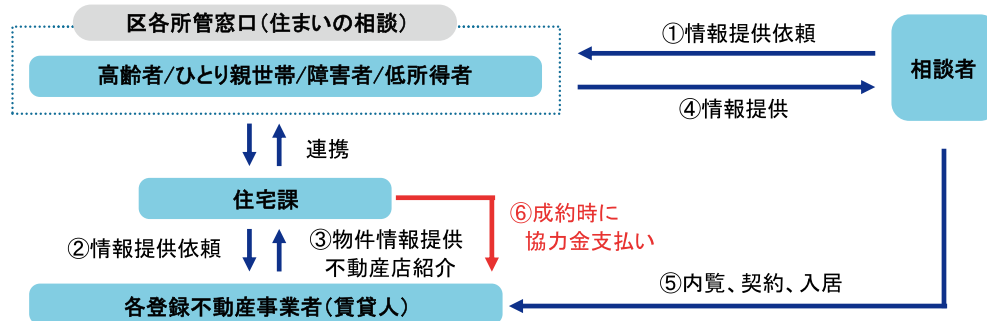 区各所管窓口（住まいの相談）
高齢者/ひとり親世帯/障害者/低所得者
①情報提供依頼
④情報提供
相談者
連携
住宅課
②情報提供依頼
③物件情報提供
不動産店紹介
⑥成約時に
協力金支払い
⑤内覧、契約、入居
各登録不動産事業者（賃貸人）